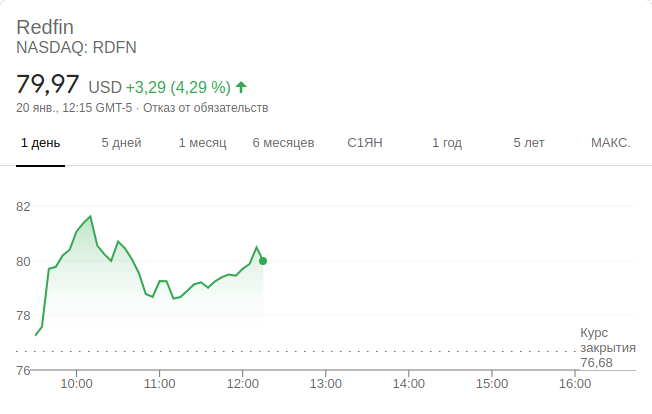 Redfin
NASDAQ: RDFN
79,97 USD +3,29 (4,29 %) ↑
20 янв., 12:15 GMT-5 · Отказ от обязательств
1 день 5 дней 1 месяц 6 месяцев С1ЯН 1 год 5 лет МАКС.
82
80
78
76
Курс
закрытия
76,68
10:00 11:00 12:00 13:00 14:00 15:00 16:00